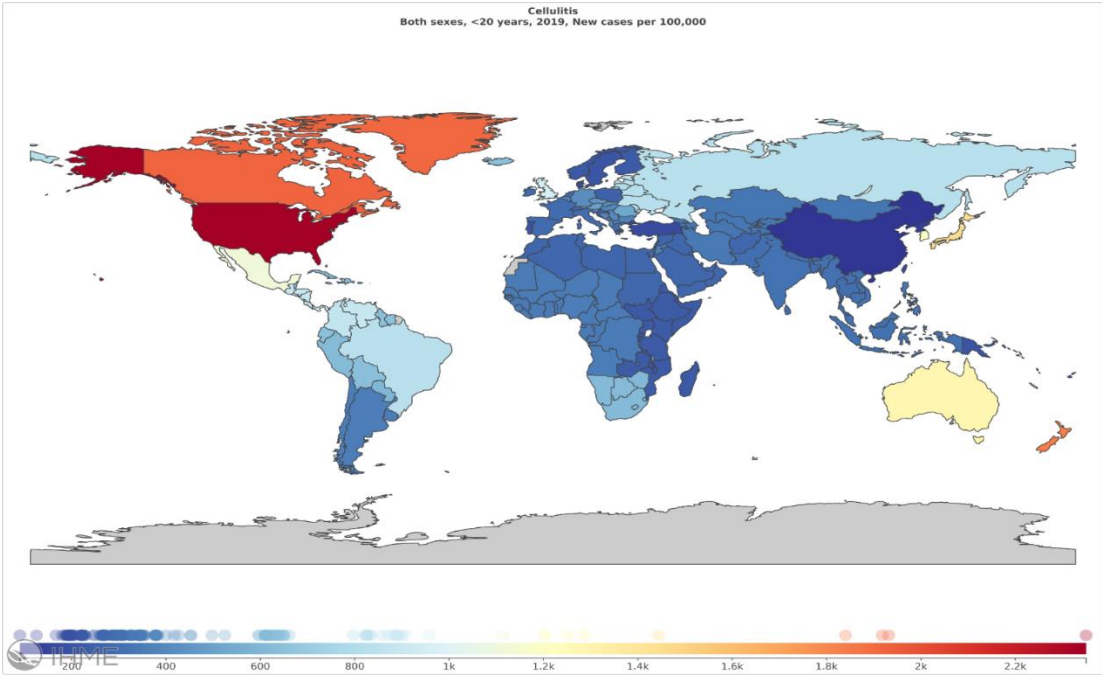 Cellulitis
Both sexes, <20 years, 2019, New cases per 100,000
IHME
200 400 600 800 1k 1.2k 1.4k 1.6k 1.8k 2k 2.2k